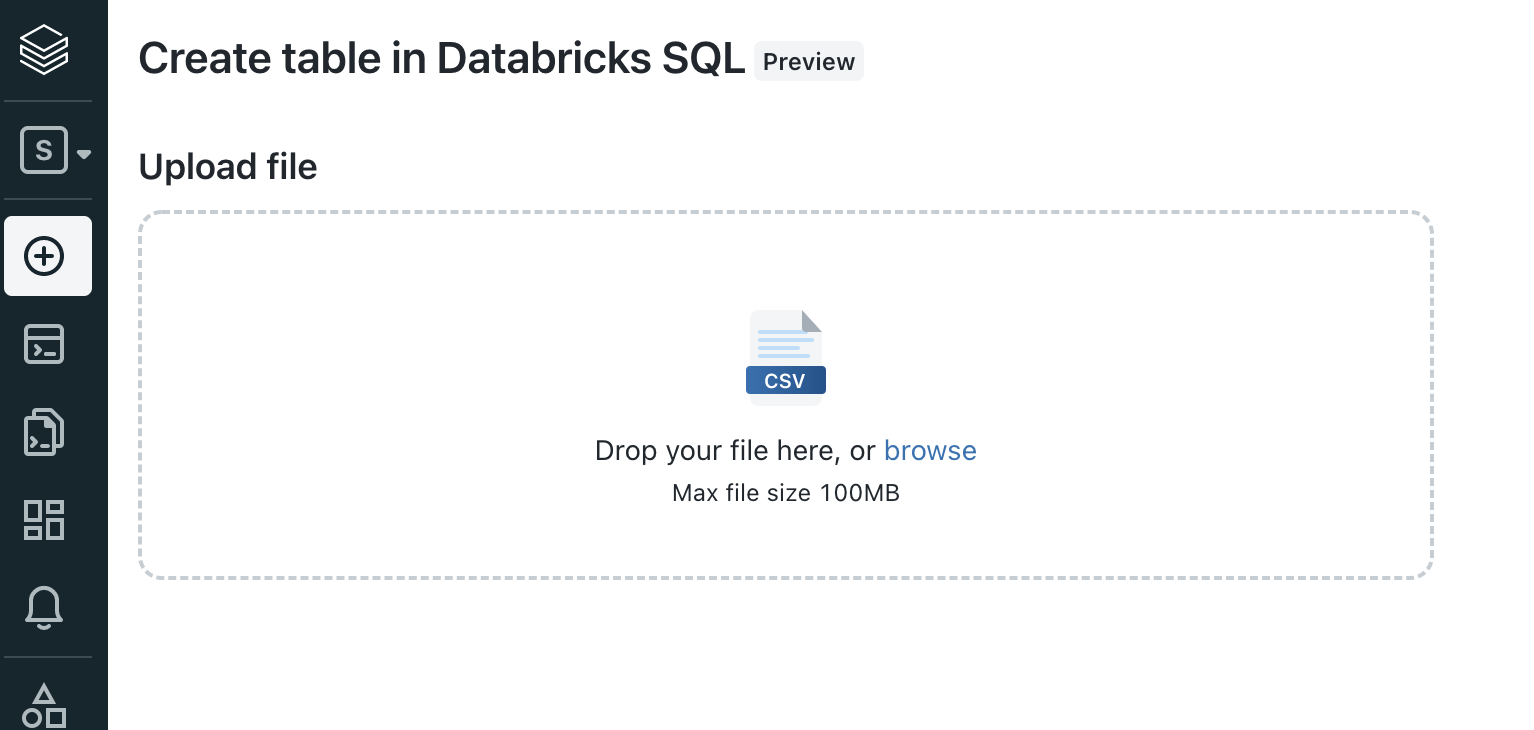 Create table in Databricks SQL Preview
S
Upload file
CSV
Drop your file here, or browse
Max file size 100MB